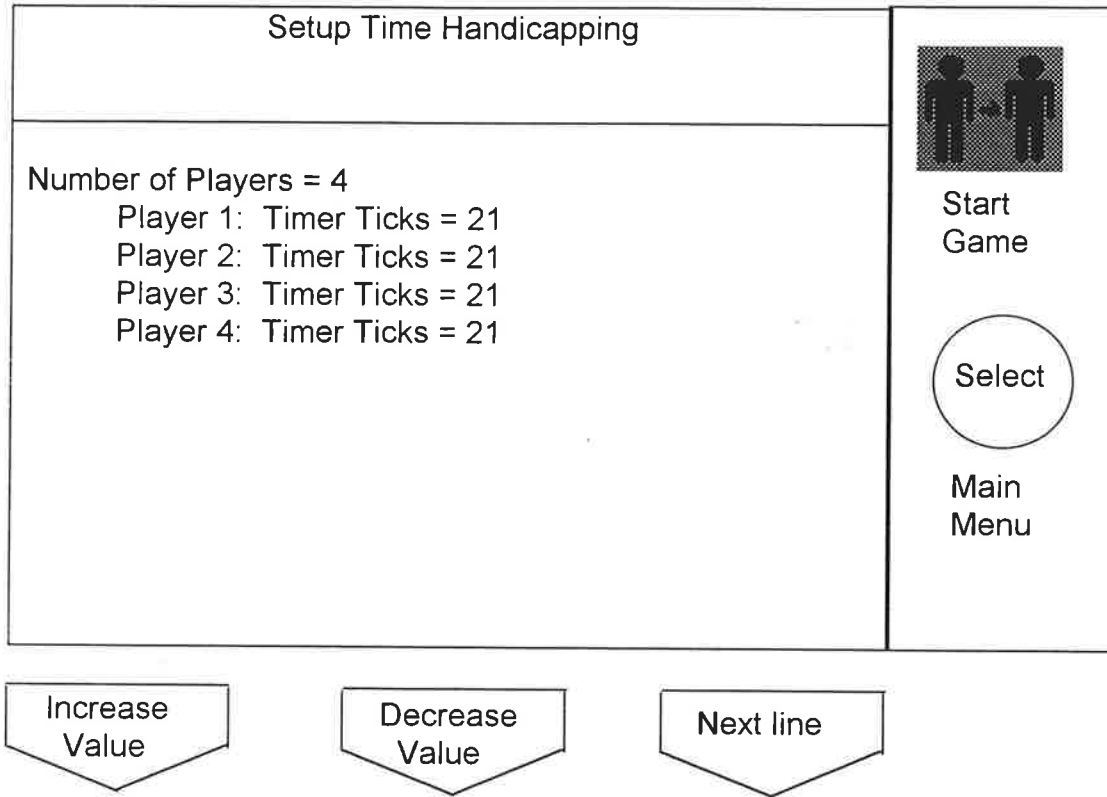 Setup Time Handicapping
Number of Players = 4
Player 1: Timer Ticks = 21
Player 2: Timer Ticks = 21
Player 3: Timer Ticks = 21
Player 4: Timer Ticks = 21
Start
Game
Select
Main
Menu
Increase
Value
Decrease
Value
Next line